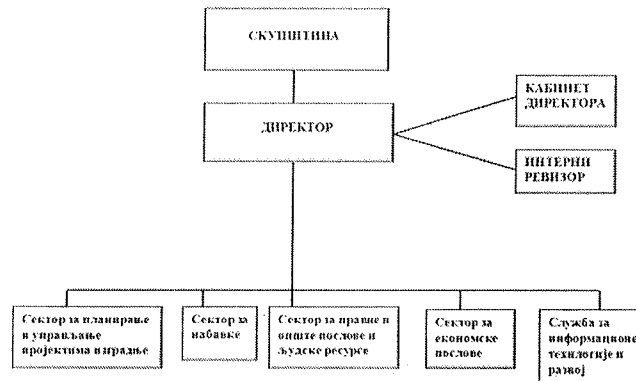 СКУПШТИНА
КАБИНЕТ
ДИРЕКТОРА
ДИРЕКТОР
ИНТЕРНИ
РЕВИЗОР
Сектор за планирање
и управљање
пројектима изградње
Сектор за
набавке
Сектор за правне и
опште послове и
људске ресурсе
Сектор за
економске
послове
Служба за
информационе
технологије и
развој